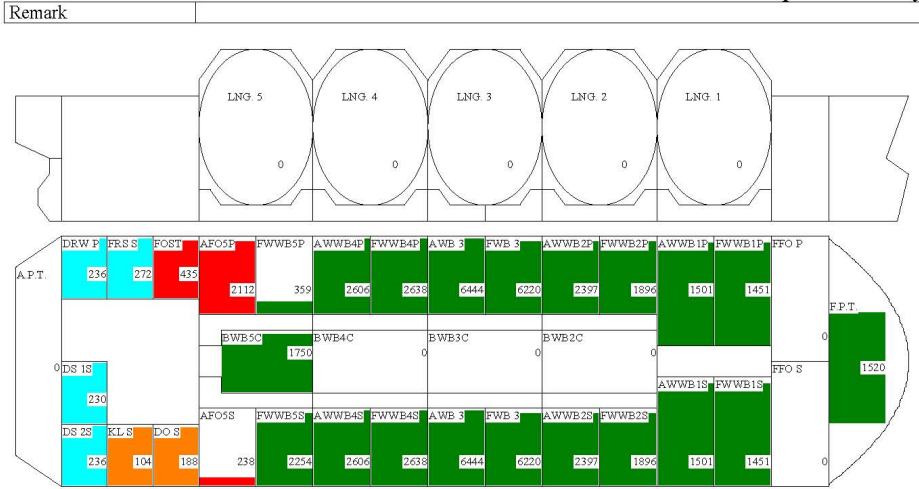 Remark
LNG. 5 LNG. 4 LNG. 3 LNG. 2 LNG. 1
0 0 0 0 0
DRW P FRS S FOST AFO5P FWWB5P AWWB4P FWWB4P AWB 3 FWB 3 AWWB2P FWWB2P AWWB1P FWWB1P FFO P
A.P.T. 236 272 435 2112 359 2606 2638 6444 6220 2397 1896 1501 1451
F.P.T.
BWB5C BWB4C BWB3C BWB2C 0
1750 0 0 0
0 DS 1S FFO S 1520
AWWB1S FWWB1S
230
AFO5S FWWB5S AWWB4S FWWB4S AWB 3 FWB 3 AWWB2S FWWB2S
DS 2S KL S DO S
236 104 188 238 2254 2606 2638 6444 6220 2397 1896 1501 1451 0